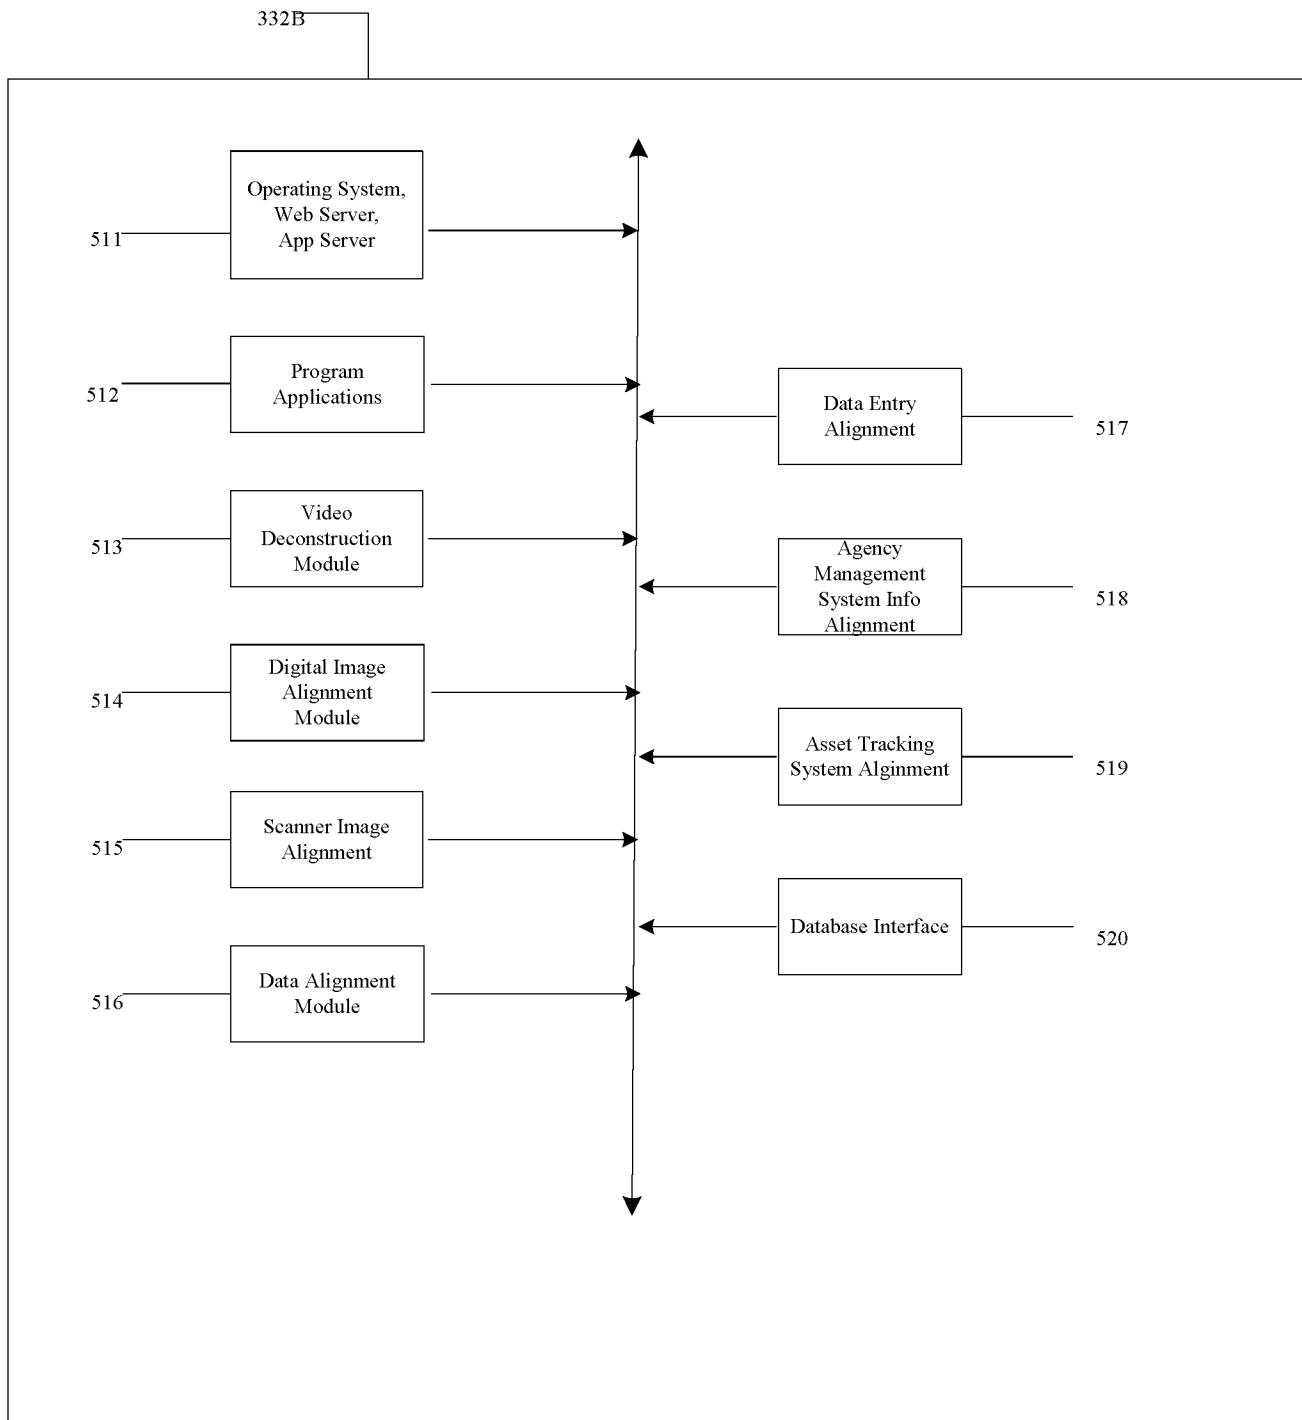 332B
Operating System,
Web Server,
App Server
511
Program
Applications
512
Data Entry
Alignment
517
Video
Deconstruction
Module
513
Agency
Management
System Info
Alignment
518
Digital Image
Alignment
Module
514
Asset Tracking
System Alginment
519
Scanner Image
Alignment
515
Database Interface
520
Data Alignment
Module
516